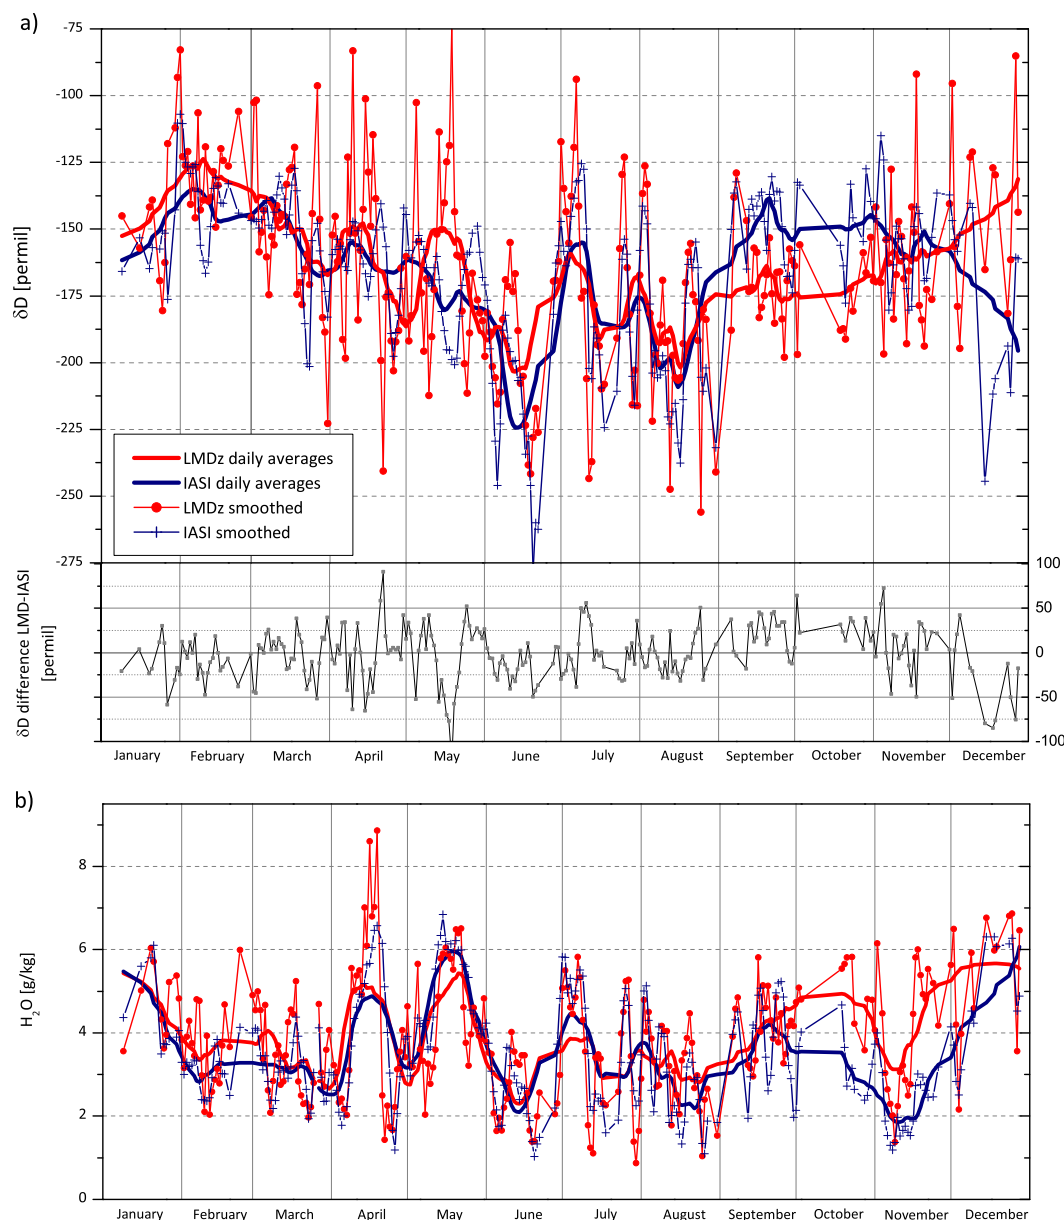 a)
δD [permil]
-75
-100
-125
-150
-175
-200
-225
-250
-275
LMDz daily averages
IASI daily averages
LMDz smoothed
IASI smoothed
δD difference LMD-IASI
[permil]
100
50
0
-50
-100
January February March April May June July August September October November December
b)
H2O [g/kg]
8
6
4
2
0
January February March April May June July August September October November December